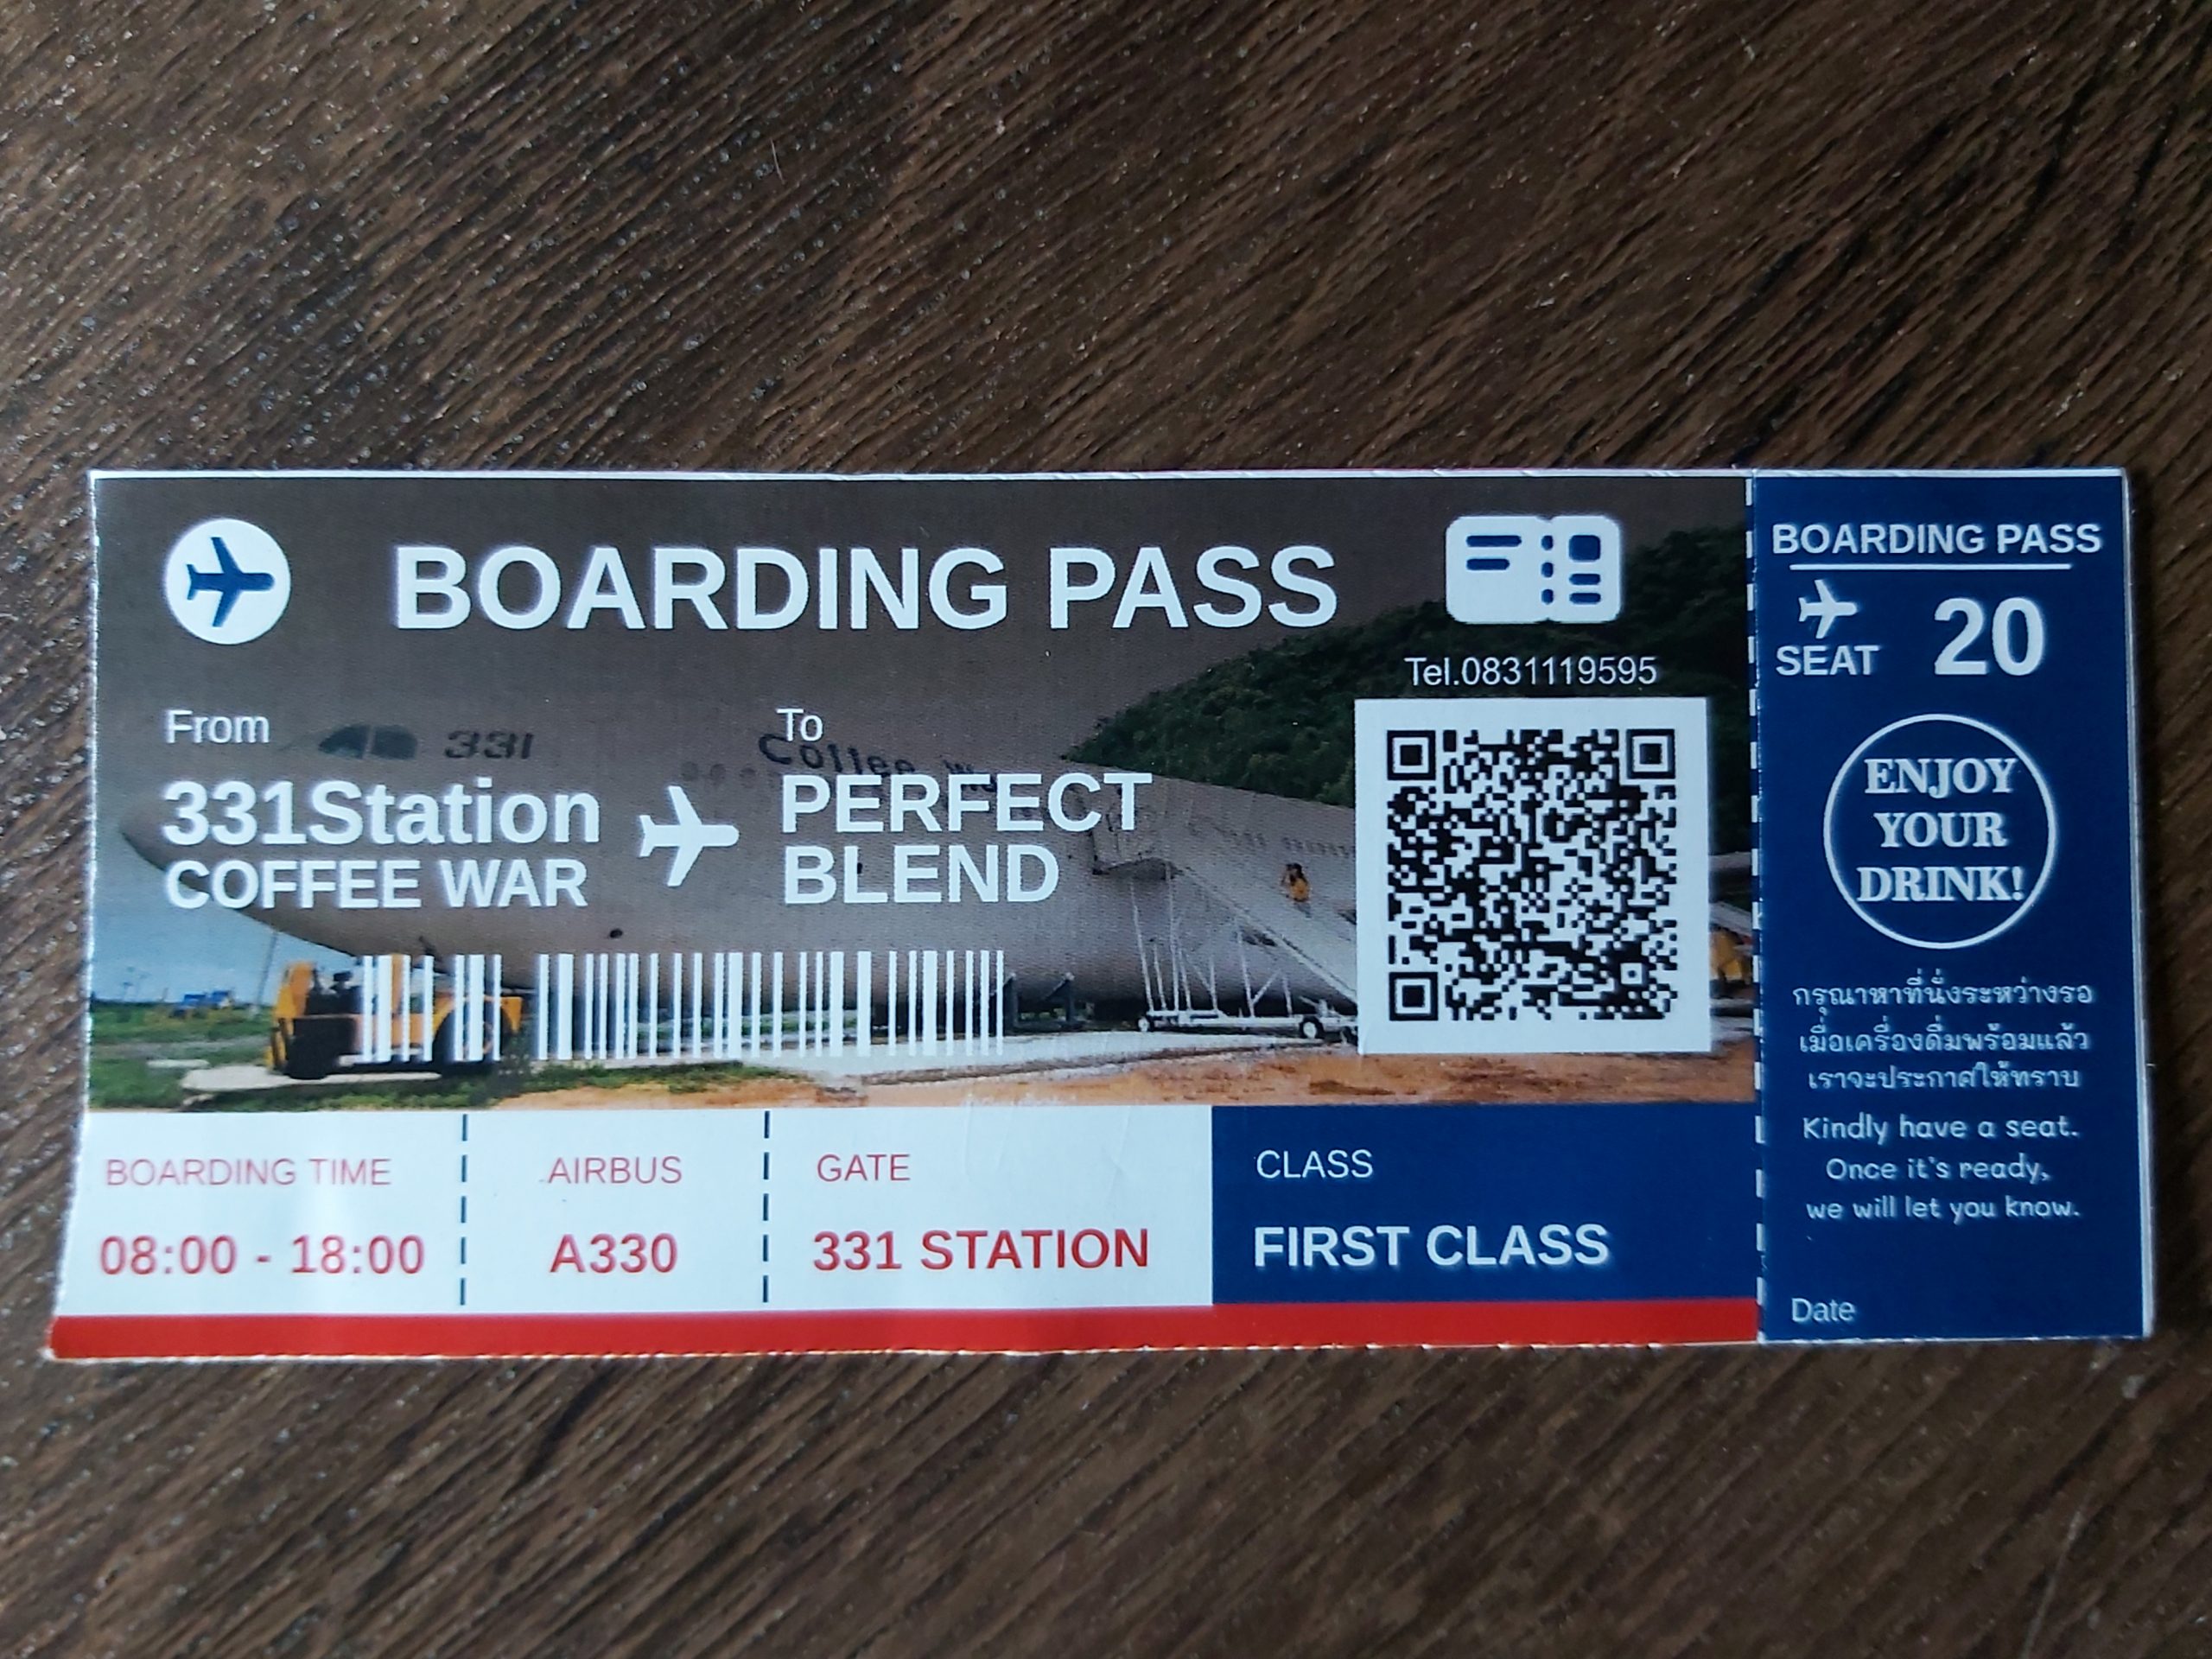 BOARDING PASS
Tel.0831119595
From
To
331
Coffee War
331Station
COFFEE WAR
PERFECT
BLEND
BOARDING TIME
08:00 - 18:00
AIRBUS
A330
GATE
331 STATION
CLASS
FIRST CLASS
BOARDING PASS
SEAT
20
ENJOY
YOUR
DRINK!
กรุณาหาที่นั่งระหว่างรอ
เมื่อเครื่องดื่มพร้อมแล้ว
เราจะประกาศให้ทราบ
Kindly have a seat.
Once it's ready,
we will let you know.
Date